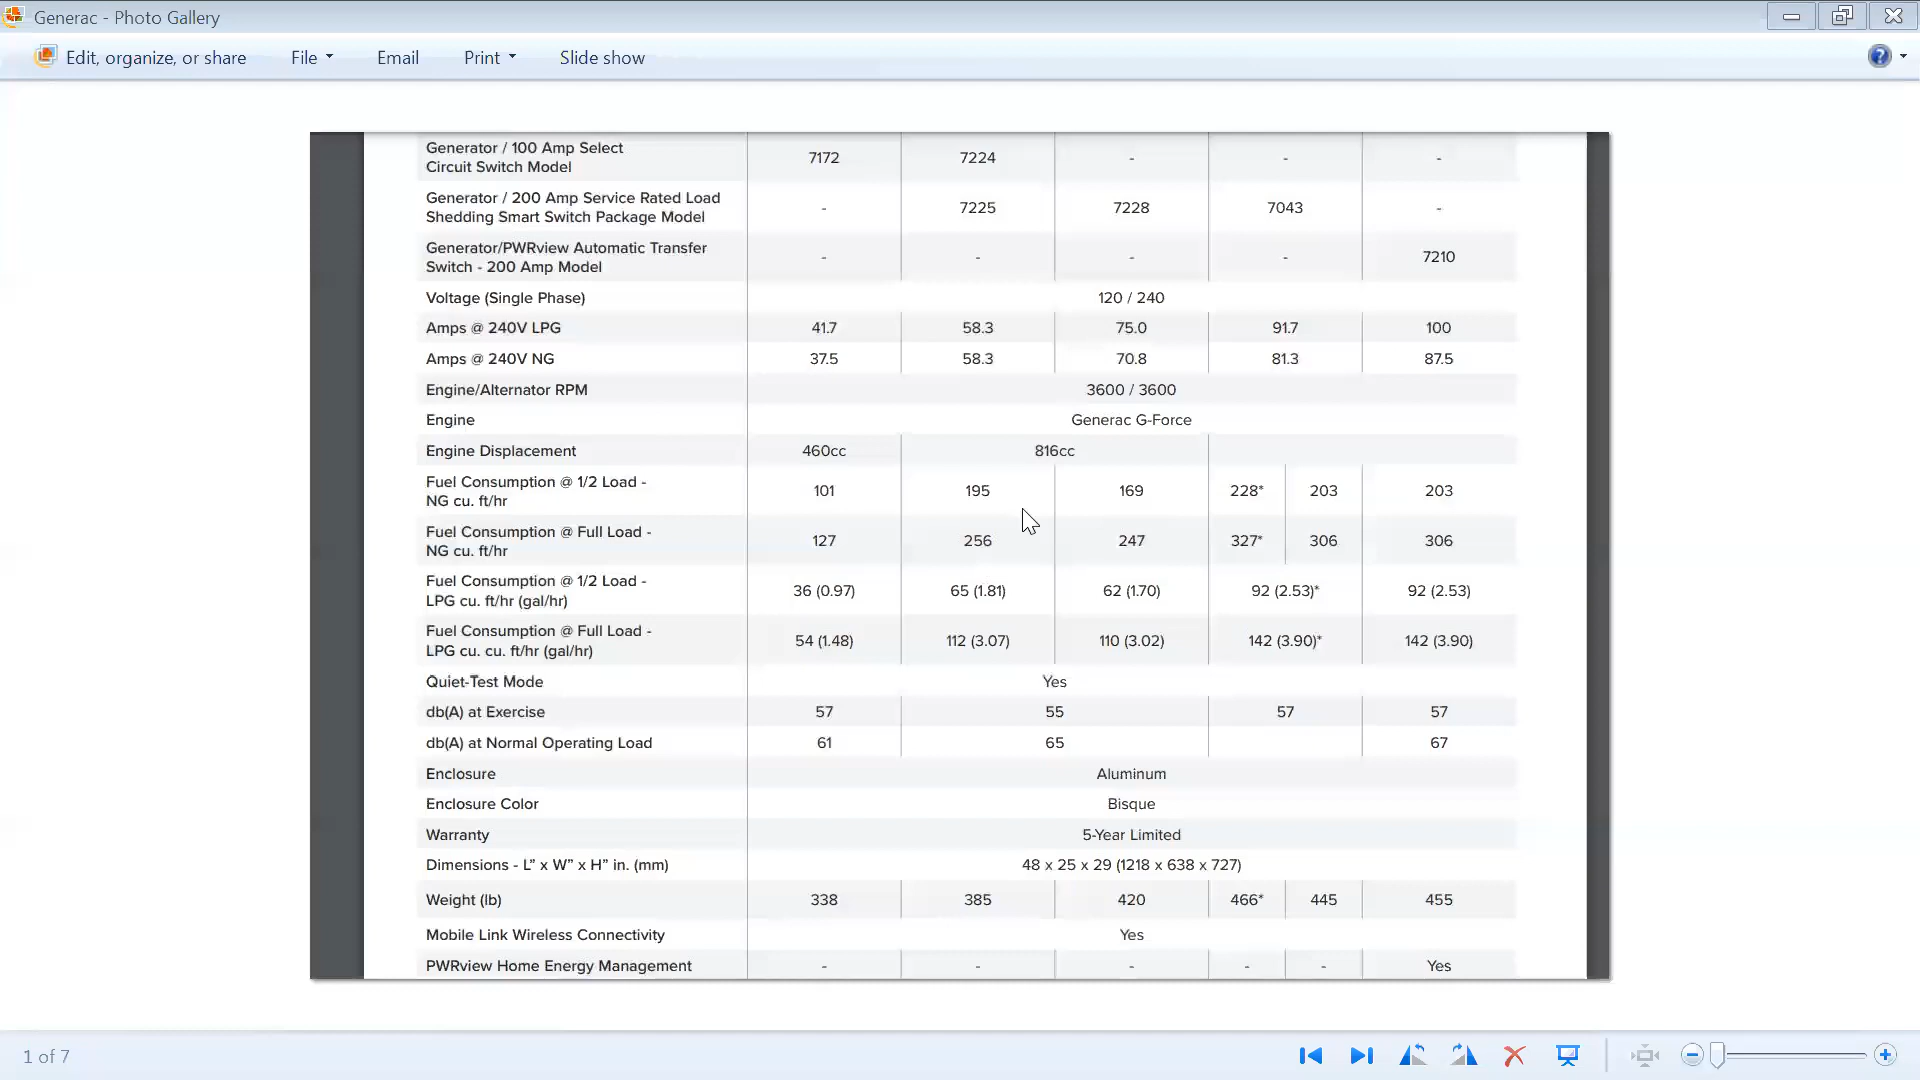 Generac - Photo Gallery
Edit, organize, or share File Email Print Slide show
Generator / 100 Amp Select
Circuit Switch Model 7172 7224 - - -
Generator / 200 Amp Service Rated Load
Shedding Smart Switch Package Model - 7225 7228 7043 -
Generator/PWRview Automatic Transfer
Switch - 200 Amp Model - - - - 7210
Voltage (Single Phase) 120 / 240
Amps @ 240V LPG 41.7 58.3 75.0 91.7 100
Amps @ 240V NG 37.5 58.3 70.8 81.3 87.5
Engine/Alternator RPM 3600 / 3600
Engine Generac G-Force
Engine Displacement 460cc 816cc
Fuel Consumption @ 1/2 Load -
NG cu. ft/hr 101 195 169 228* 203 203
Fuel Consumption @ Full Load -
NG cu. ft/hr 127 256 247 327* 306 306
Fuel Consumption @ 1/2 Load -
LPG cu. ft/hr (gal/hr) 36 (0.97) 65 (1.81) 62 (1.70) 92 (2.53)* 92 (2.53)
Fuel Consumption @ Full Load -
LPG cu. cu. ft/hr (gal/hr) 54 (1.48) 112 (3.07) 110 (3.02) 142 (3.90)* 142 (3.90)
Quiet-Test Mode Yes
db(A) at Exercise 57 55 57 57
db(A) at Normal Operating Load 61 65 67
Enclosure Aluminum
Enclosure Color Bisque
Warranty 5-Year Limited
Dimensions - L” x W” x H” in. (mm) 48 x 25 x 29 (1218 x 638 x 727)
Weight (lb) 338 385 420 466* 445 455
Mobile Link Wireless Connectivity Yes
PWRview Home Energy Management - - - - - Yes
1 of 7